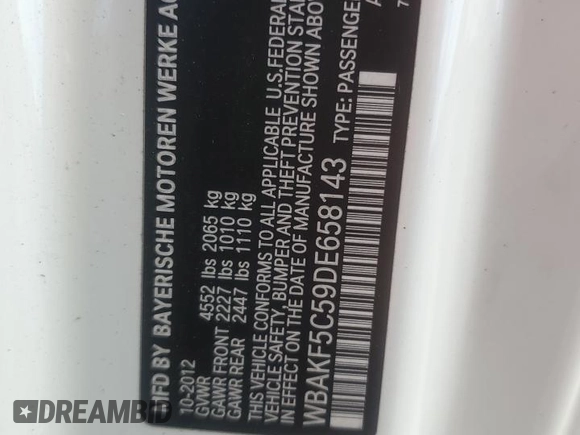 MFD BY BAYERISCHE MOTOREN WERKE AG
10-2012
GVWR 4552 lbs 2065 kg
GAWR FRONT 2227 lbs 1010 kg
GAWR REAR 2447 lbs 1110 kg
THIS VEHICLE CONFORMS TO ALL APPLICABLE U.S.FEDERAL
VEHICLE SAFETY, BUMPER AND THEFT PREVENTION STAN
IN EFFECT ON THE DATE OF MANUFACTURE SHOWN ABOV
WBAKF5C59DE658143 TYPE: PASSENGE
DREAMBID